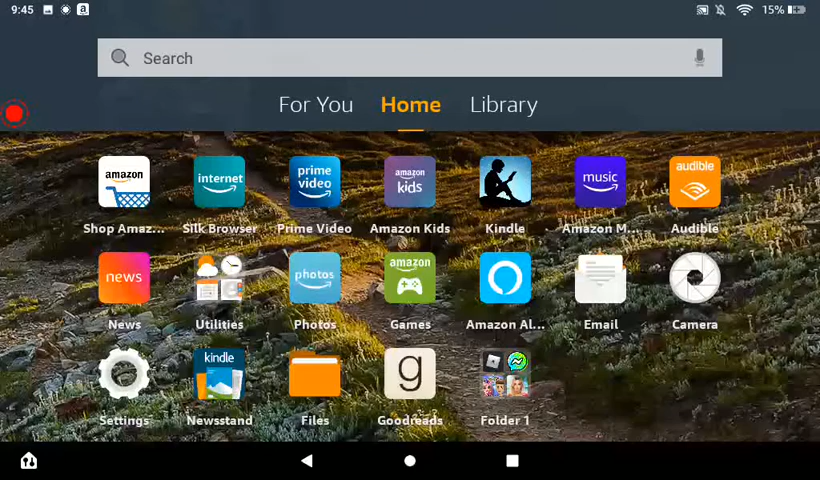 9:45 a 15%
Search
For You Home Library
amazon internet prime video amazon kids music audible
Shop Amaz... Silk Browser Prime Video Amazon Kids Kindle Amazon M... Audible
news photos amazon
News Utilities Photos Games Amazon Al... Email Camera
kindle g
Settings Newsstand Files Goodreads Folder 1